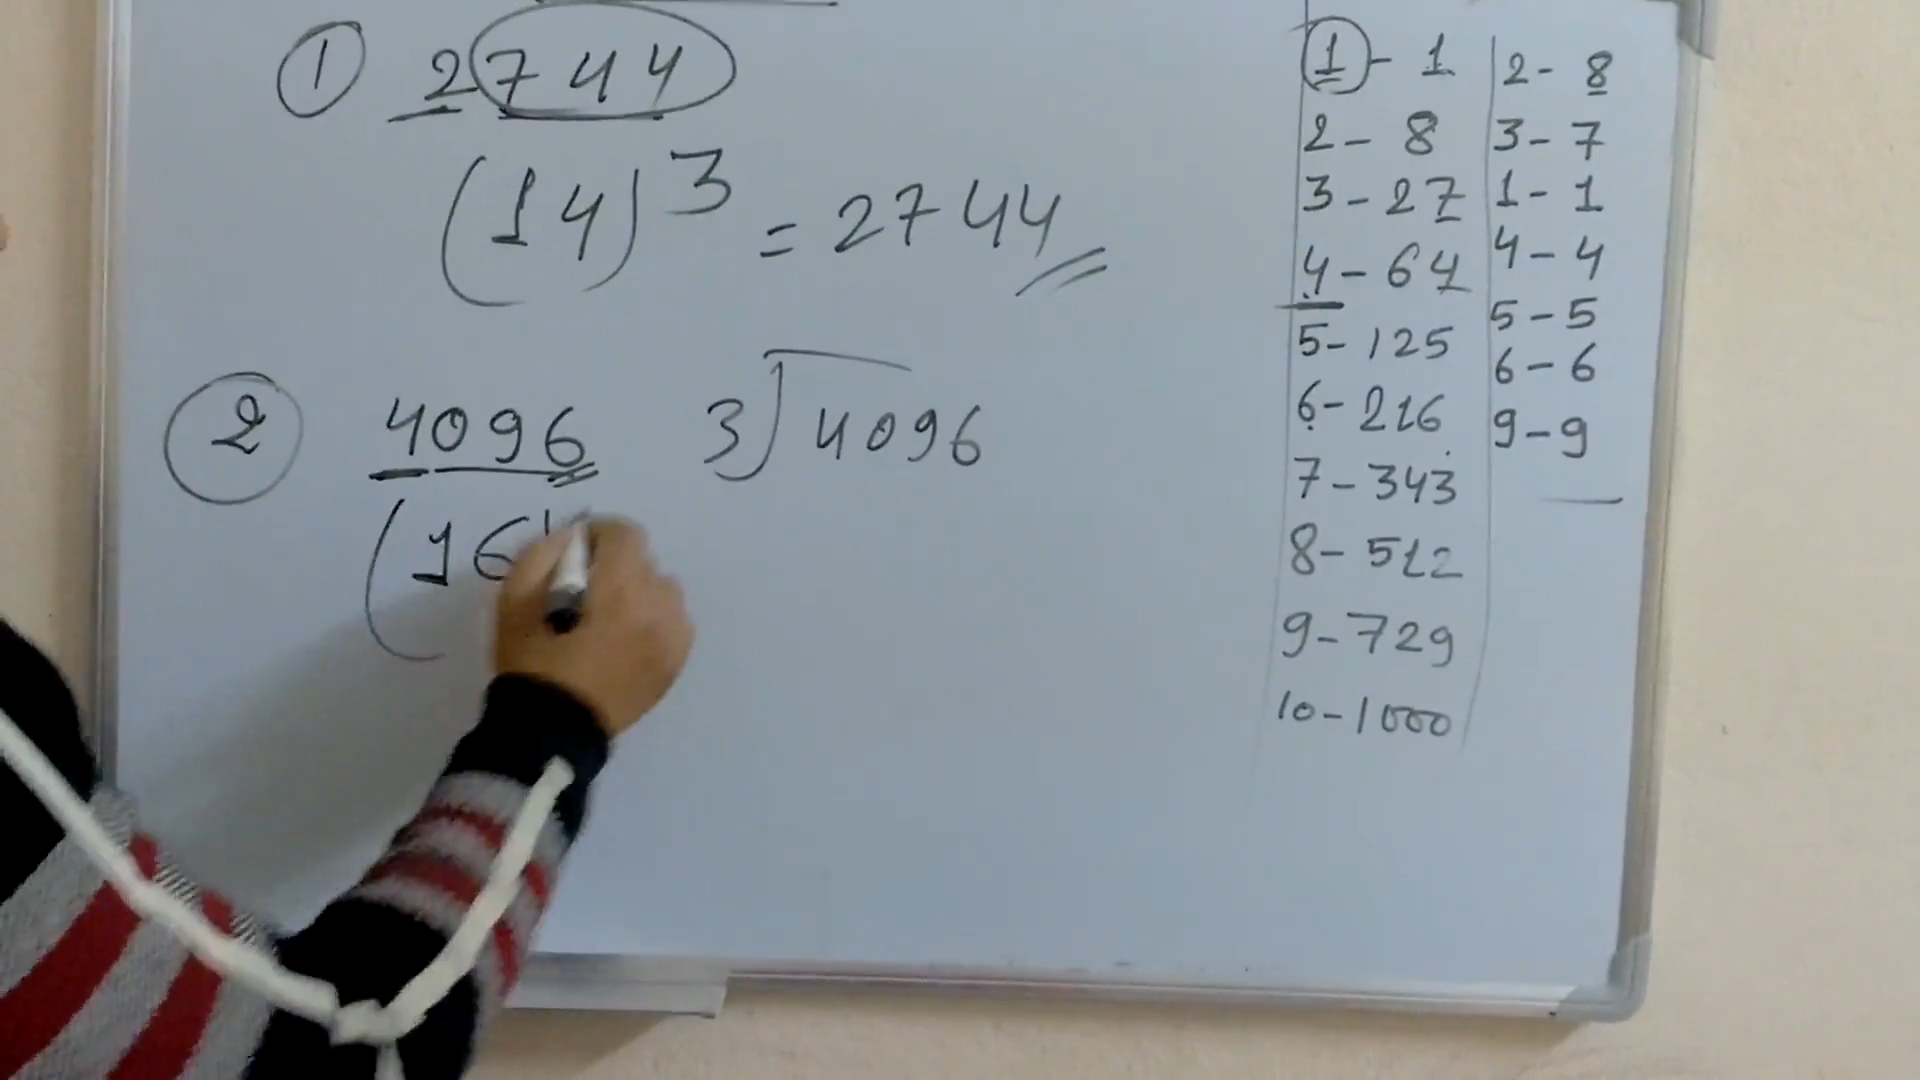 ① 2744
(14)³ = 2744
② 4096 ∛4096
(16
1 - 1
2 - 8
3 - 27
4 - 64
5 - 125
6 - 216
7 - 343
8 - 512
9 - 729
10 - 1000
2 - 8
3 - 7
1 - 1
4 - 4
5 - 5
6 - 6
9 - 9